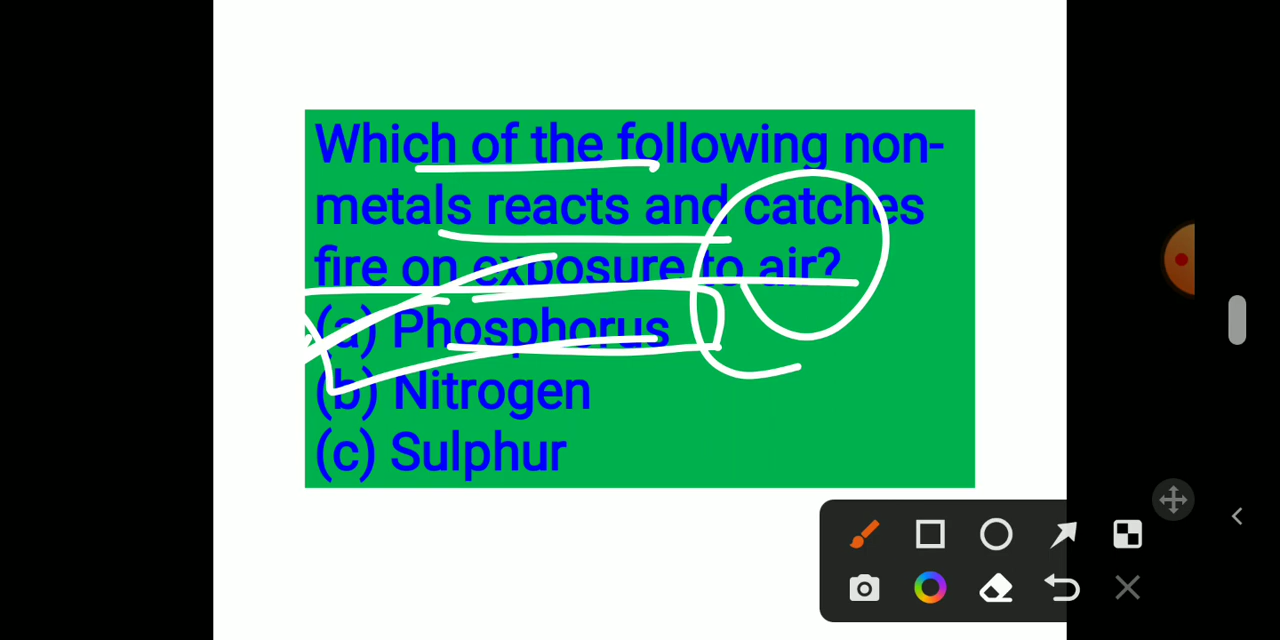 Which of the following non-
metals reacts and catches
fire on exposure to air?
(a) Phosphorus
(b) Nitrogen
(c) Sulphur